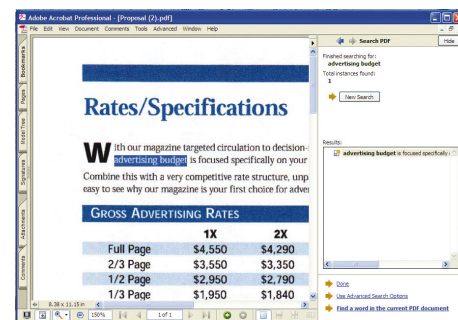 Adobe Acrobat Professional - [Proposal (2).pdf]
File Edit View Document Comments Tools Advanced Window Help
Search PDF
Hide
Bookmarks
Pages
Model Tree
Signatures
Attachments
Comments
Rates/Specifications
With our magazine targeted circulation to decision-
advertising budget is focused specifically on your
Combine this with a very competitive rate structure, unp
easy to see why our magazine is your first choice for adver
GROSS ADVERTISING RATES
1X 2X
Full Page $4,550 $4,290
2/3 Page $3,550 $3,350
1/2 Page $2,950 $2,790
1/3 Page $1,950 $1,840
8.38 x 11.15 in
150%
1 of 1
Finished searching for:
advertising budget
Total instances found:
1
New Search
Results:
advertising budget is focused specifically
Done
Use Advanced Search Options
Find a word in the current PDF document